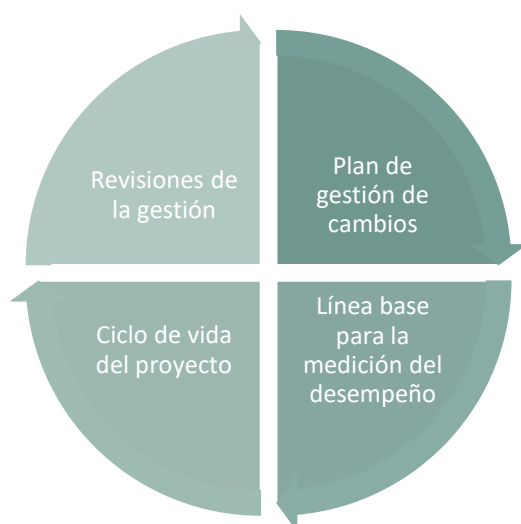 Revisiones de
la gestión
Plan de
gestión de
cambios
Ciclo de vida
del proyecto
Línea base
para la
medición del
desempeño